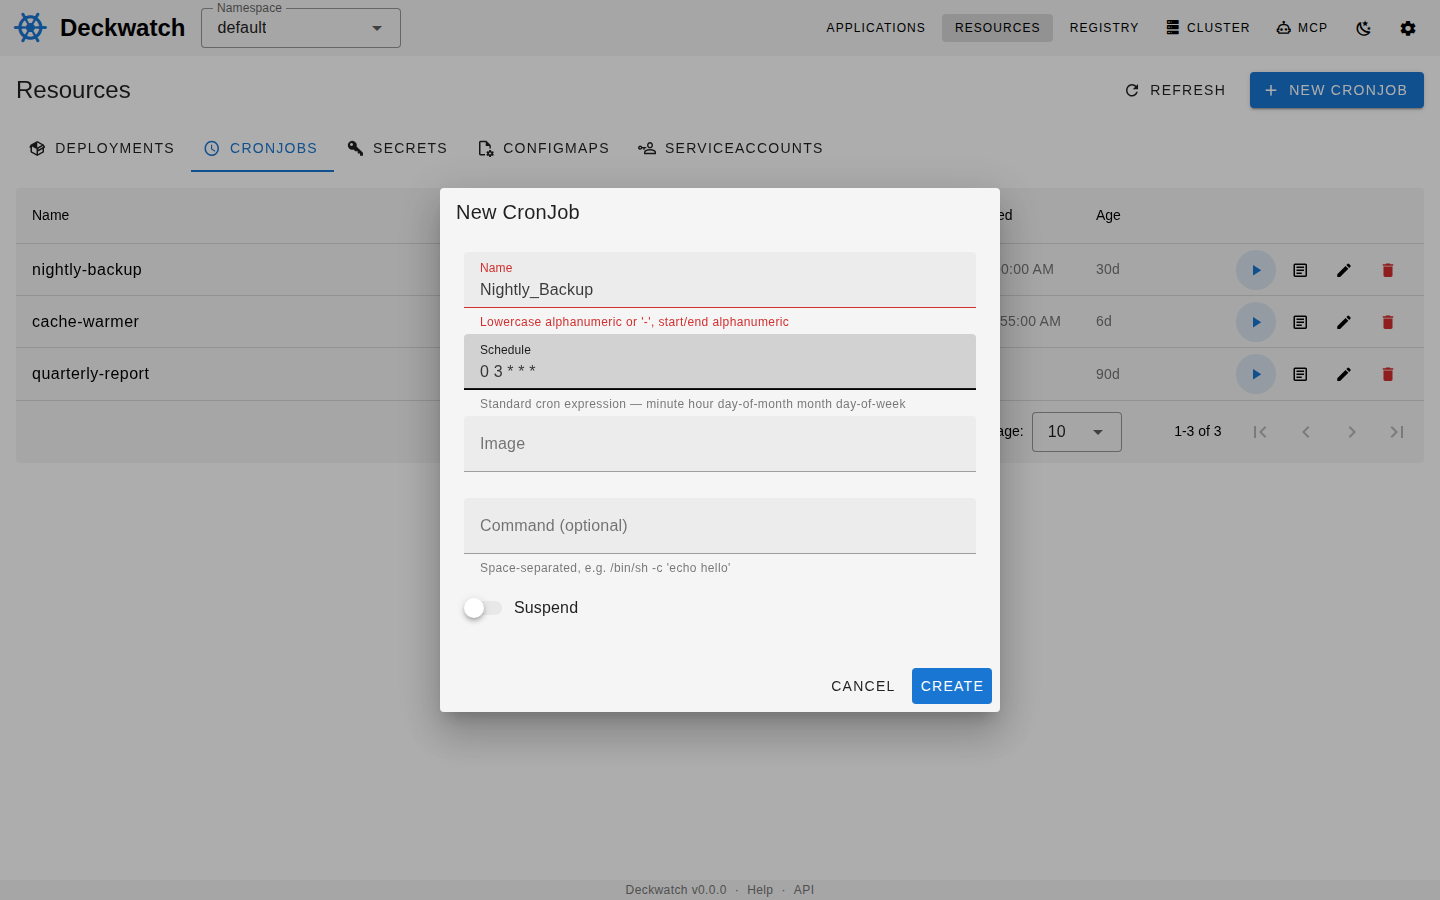 Deckwatch
Namespace
default
APPLICATIONS
RESOURCES
REGISTRY
CLUSTER
MCP
Resources
REFRESH
NEW CRONJOB
DEPLOYMENTS
CRONJOBS
SECRETS
CONFIGMAPS
SERVICEACCOUNTS
Name
Age
nightly-backup
0:00 AM
30d
cache-warmer
55:00 AM
6d
quarterly-report
90d
10
1-3 of 3
New CronJob
Name
Nightly_Backup
Lowercase alphanumeric or '-', start/end alphanumeric
Schedule
0 3 * * *
Standard cron expression — minute hour day-of-month month day-of-week
Image
Command (optional)
Space-separated, e.g. /bin/sh -c 'echo hello'
Suspend
CANCEL
CREATE
Deckwatch v0.0.0 · Help · API